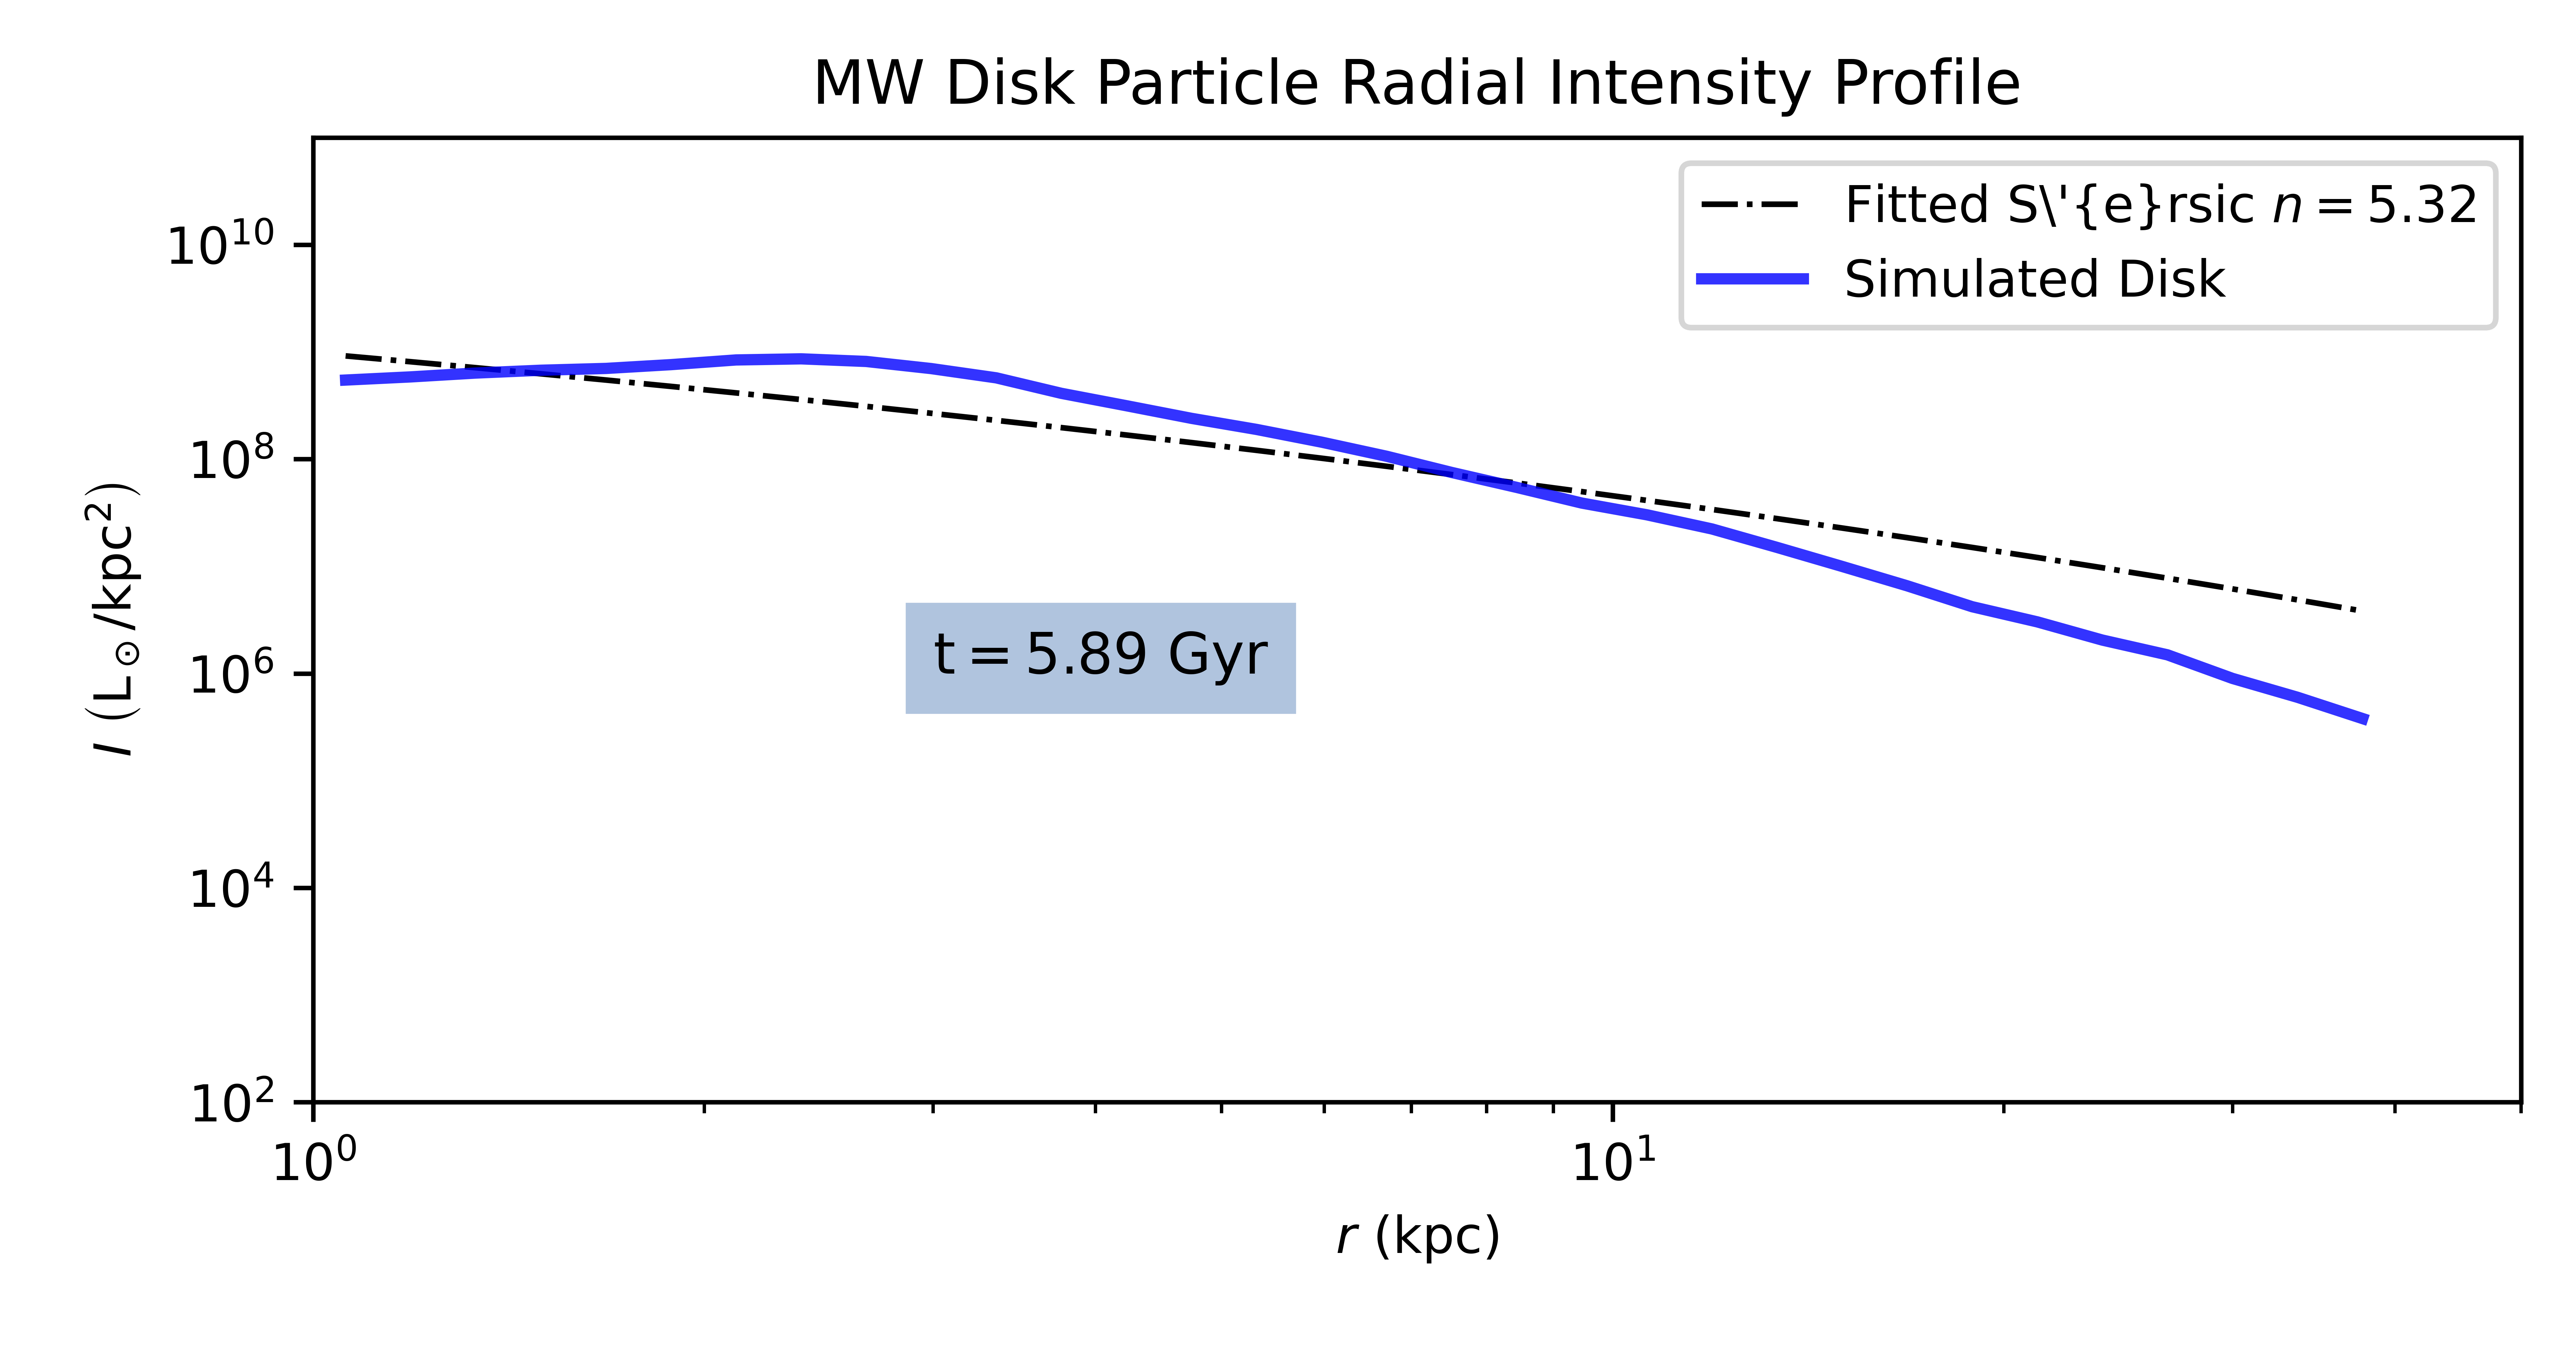 MW Disk Particle Radial Intensity Profile
Fitted S\'{e}rsic n = 5.32
Simulated Disk
10¹⁰
10⁸
10⁶
10⁴
10²
I (L⊙/kpc²)
t = 5.89 Gyr
10⁰
10¹
r (kpc)